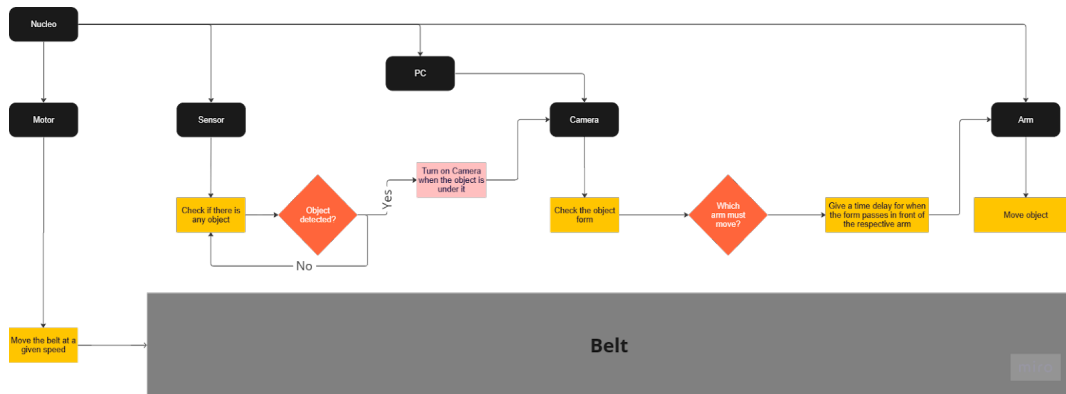 Nucleo
PC
Motor
Sensor
Camera
Arm
Turn on Camera
when the object is
under it
Yes
Check if there is
any object
Object
detected?
Check the object
form
Which
arm must
move?
Give a time delay for when
the form passes in front of
the respective arm
Move object
No
Move the belt at a
given speed
Belt